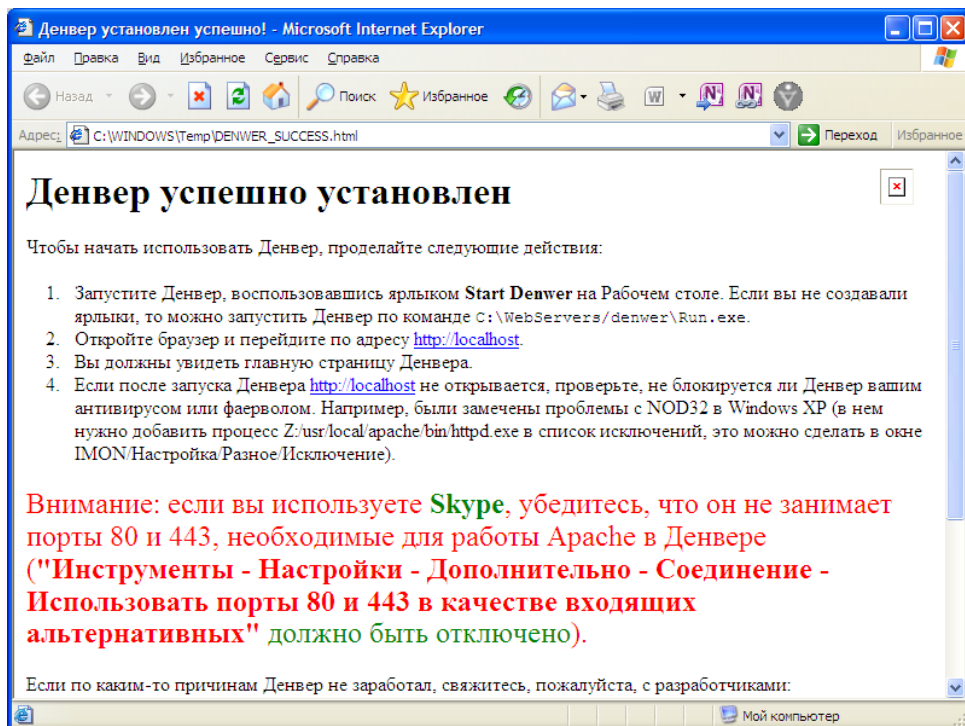 Денвер установлен успешно! - Microsoft Internet Explorer
Файл Правка Вид Избранное Сервис Справка
Назад Поиск Избранное
Адрес: C:\WINDOWS\Temp\DENWER_SUCCESS.html Переход Избранное
Денвер успешно установлен
Чтобы начать использовать Денвер, проделайте следующие действия:
1. Запустите Денвер, воспользовавшись ярлыком Start Denwer на Рабочем столе. Если вы не создавали
ярлыки, то можно запустить Денвер по команде C:\WebServers/denwer\Run.exe.
2. Откройте браузер и перейдите по адресу http://localhost.
3. Вы должны увидеть главную страницу Денвера.
4. Если после запуска Денвера http://localhost не открывается, проверьте, не блокируется ли Денвер вашим
антивирусом или фаерволом. Например, были замечены проблемы с NOD32 в Windows XP (в нем
нужно добавить процесс Z:/usr/local/apache/bin/httpd.exe в список исключений, это можно сделать в окне
IMON/Настройка/Разное/Исключение).
Внимание: если вы используете Skype, убедитесь, что он не занимает
порты 80 и 443, необходимые для работы Apache в Денвере
("Инструменты - Настройки - Дополнительно - Соединение -
Использовать порты 80 и 443 в качестве входящих
альтернативных" должно быть отключено).
Если по каким-то причинам Денвер не заработал, свяжитесь, пожалуйста, с разработчиками:
Мой компьютер